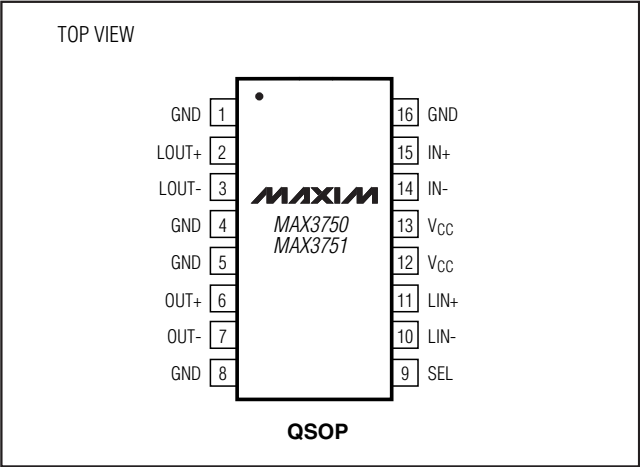 TOP VIEW
GND 1 16 GND
LOUT+ 2 15 IN+
LOUT- 3 14 IN-
MAXIM
GND 4 MAX3750 13 VCC
MAX3751
GND 5 12 VCC
OUT+ 6 11 LIN+
OUT- 7 10 LIN-
GND 8 9 SEL
QSOP